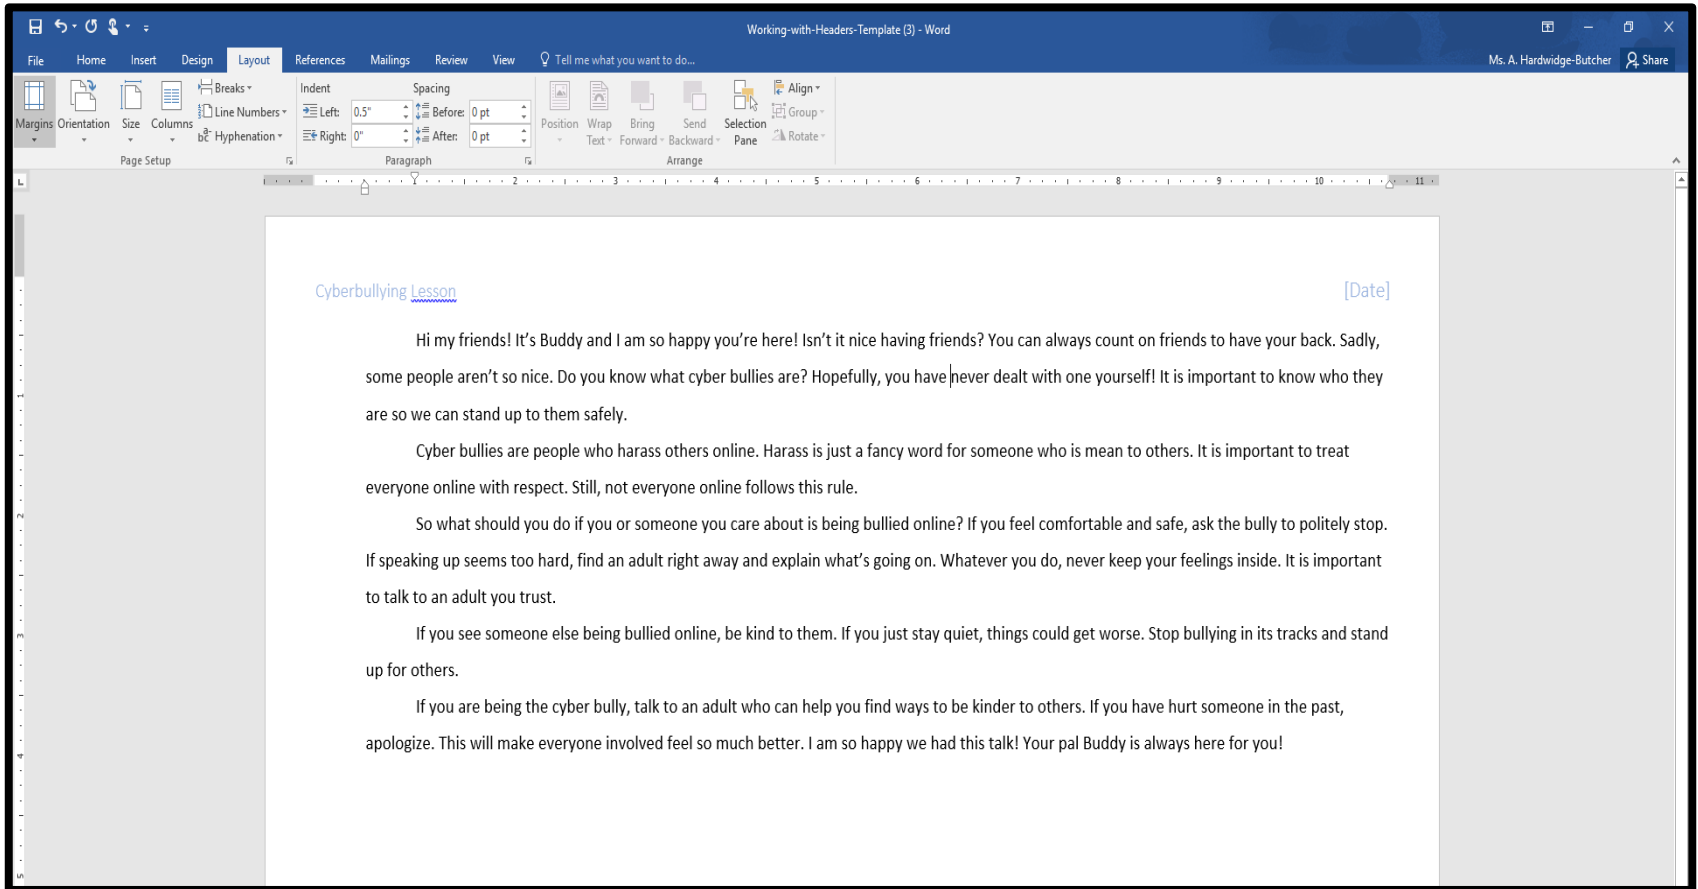 Working-with-Headers-Template (3) - Word
File Home Insert Design Layout References Mailings Review View Tell me what you want to do... Ms. A. Hardwidge-Butcher Share
Margins Orientation Size Columns Breaks Line Numbers Hyphenation
Page Setup
Indent Spacing
Left: 0.5" Before: 0 pt
Right: 0" After: 0 pt
Paragraph
Position Wrap Text Bring Forward Send Backward Selection Pane Align Group Rotate
Arrange
1 2 3 4 5 6 7 8 9 10 11
Cyberbullying Lesson [Date]
Hi my friends! It’s Buddy and I am so happy you’re here! Isn’t it nice having friends? You can always count on friends to have your back. Sadly,
some people aren’t so nice. Do you know what cyber bullies are? Hopefully, you have never dealt with one yourself! It is important to know who they
are so we can stand up to them safely.
Cyber bullies are people who harass others online. Harass is just a fancy word for someone who is mean to others. It is important to treat
everyone online with respect. Still, not everyone online follows this rule.
So what should you do if you or someone you care about is being bullied online? If you feel comfortable and safe, ask the bully to politely stop.
If speaking up seems too hard, find an adult right away and explain what’s going on. Whatever you do, never keep your feelings inside. It is important
to talk to an adult you trust.
If you see someone else being bullied online, be kind to them. If you just stay quiet, things could get worse. Stop bullying in its tracks and stand
up for others.
If you are being the cyber bully, talk to an adult who can help you find ways to be kinder to others. If you have hurt someone in the past,
apologize. This will make everyone involved feel so much better. I am so happy we had this talk! Your pal Buddy is always here for you!
1
2
3
4
5